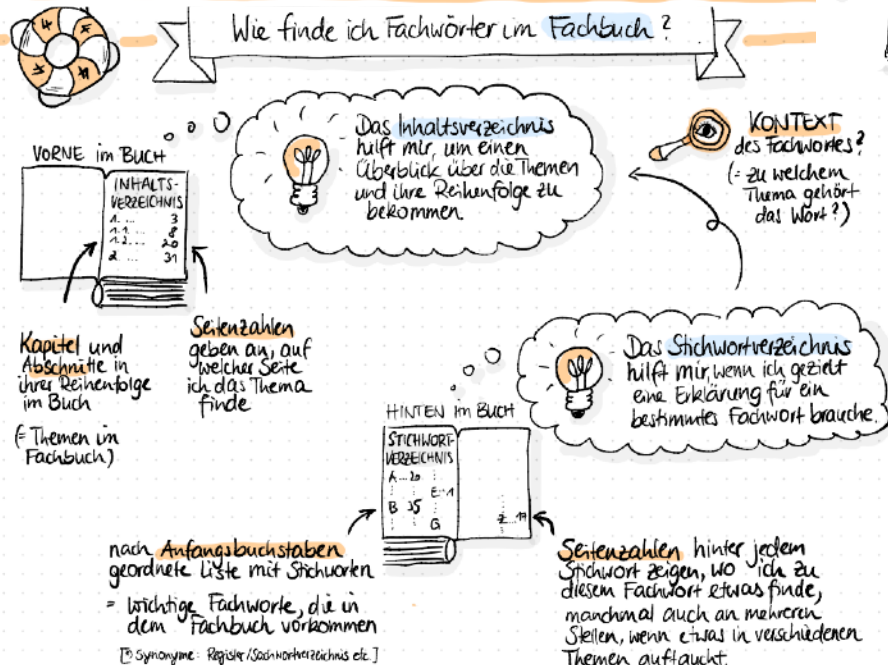 Wie finde ich Fachwörter im Fachbuch?
VORNE im BUCH
INHALTS-
VERZEICHNIS
1. ... 3
1.1. ... 8
1.2. ... 20
2 ... 31
Das Inhaltsverzeichnis
hilft mir, um einen
Überblick über die Themen
und ihre Reihenfolge zu
bekommen.
KONTEXT
des Fachwortes?
(= zu welchem
Thema gehört
das Wort?)
Kapitel und
Abschnitte in
ihrer Reihenfolge
im Buch
(= Themen im
Fachbuch)
Seitenzahlen
geben an, auf
welcher Seite
ich das Thema
finde
Das Stichwortverzeichnis
hilft mir, wenn ich gezielt
eine Erklärung für ein
bestimmtes Fachwort brauche.
HINTEN im BUCH
STICHWORT-
VERZEICHNIS
A...20
E...1
B 35
G
Z...17
nach Anfangsbuchstaben
geordnete Liste mit Stichworten
= wichtige Fachworte, die in
dem Fachbuch vorkommen
Synonyme: Register/Sachwortverzeichnis etc.]
Seitenzahlen hinter jedem
Stichwort zeigen, wo ich zu
diesem Fachwort etwas finde,
manchmal auch an mehreren
Stellen, wenn etwas in verschiedenen
Themen auftaucht.